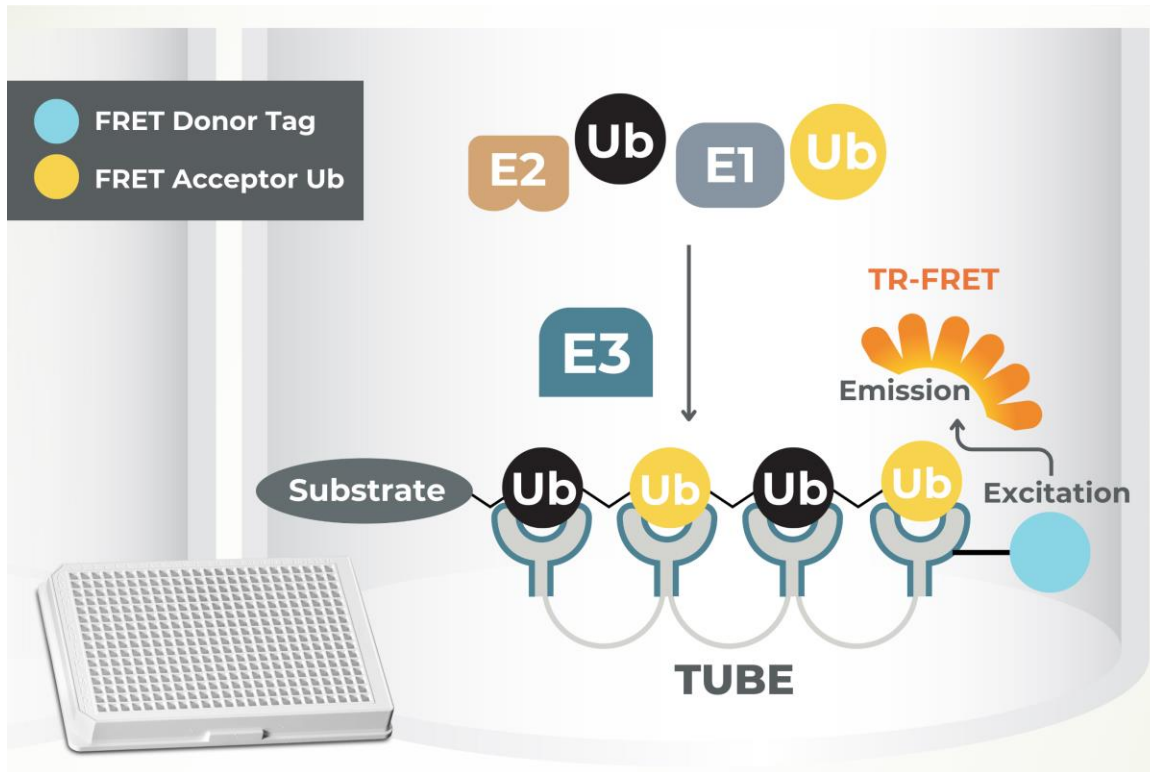 FRET Donor Tag
FRET Acceptor Ub
E2
Ub
E1
Ub
E3
TR-FRET
Emission
Excitation
Substrate
Ub
Ub
Ub
Ub
TUBE